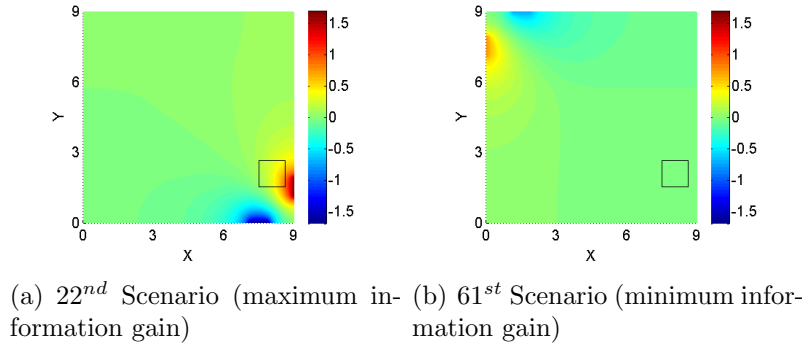 9
6
3
0
Y
0 3 6 9
X
1.5
1
0.5
0
-0.5
-1
-1.5
9
6
3
0
Y
0 3 6 9
X
1.5
1
0.5
0
-0.5
-1
-1.5
(a) 22nd Scenario (maximum in-
formation gain)
(b) 61st Scenario (minimum infor-
mation gain)